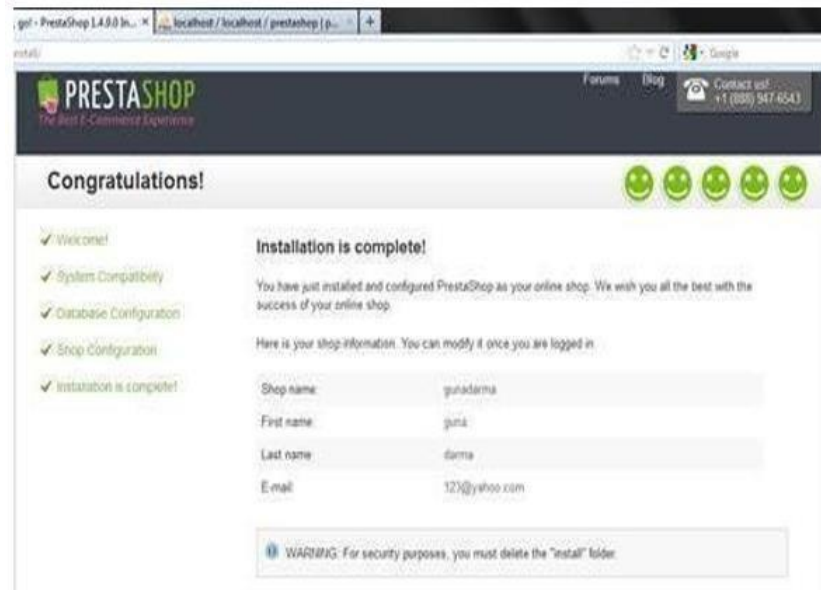 go! - PrestaShop 1.4.9.0 In... × localhost / localhost / prestashop | p... × +
install/
Google
PRESTASHOP
The Best E-Commerce Experience
Forums Blog Contact us!
+1 (888) 947-6543
Congratulations!
Welcome!
System Compatibility
Database Configuration
Shop Configuration
Installation is complete!
Installation is complete!
You have just installed and configured PrestaShop as your online shop. We wish you all the best with the
success of your online shop.
Here is your shop information. You can modify it once you are logged in.
Shop name: gunadarma
First name: guna
Last name: darma
E-mail: 123@yahoo.com
WARNING: For security purposes, you must delete the "install" folder.